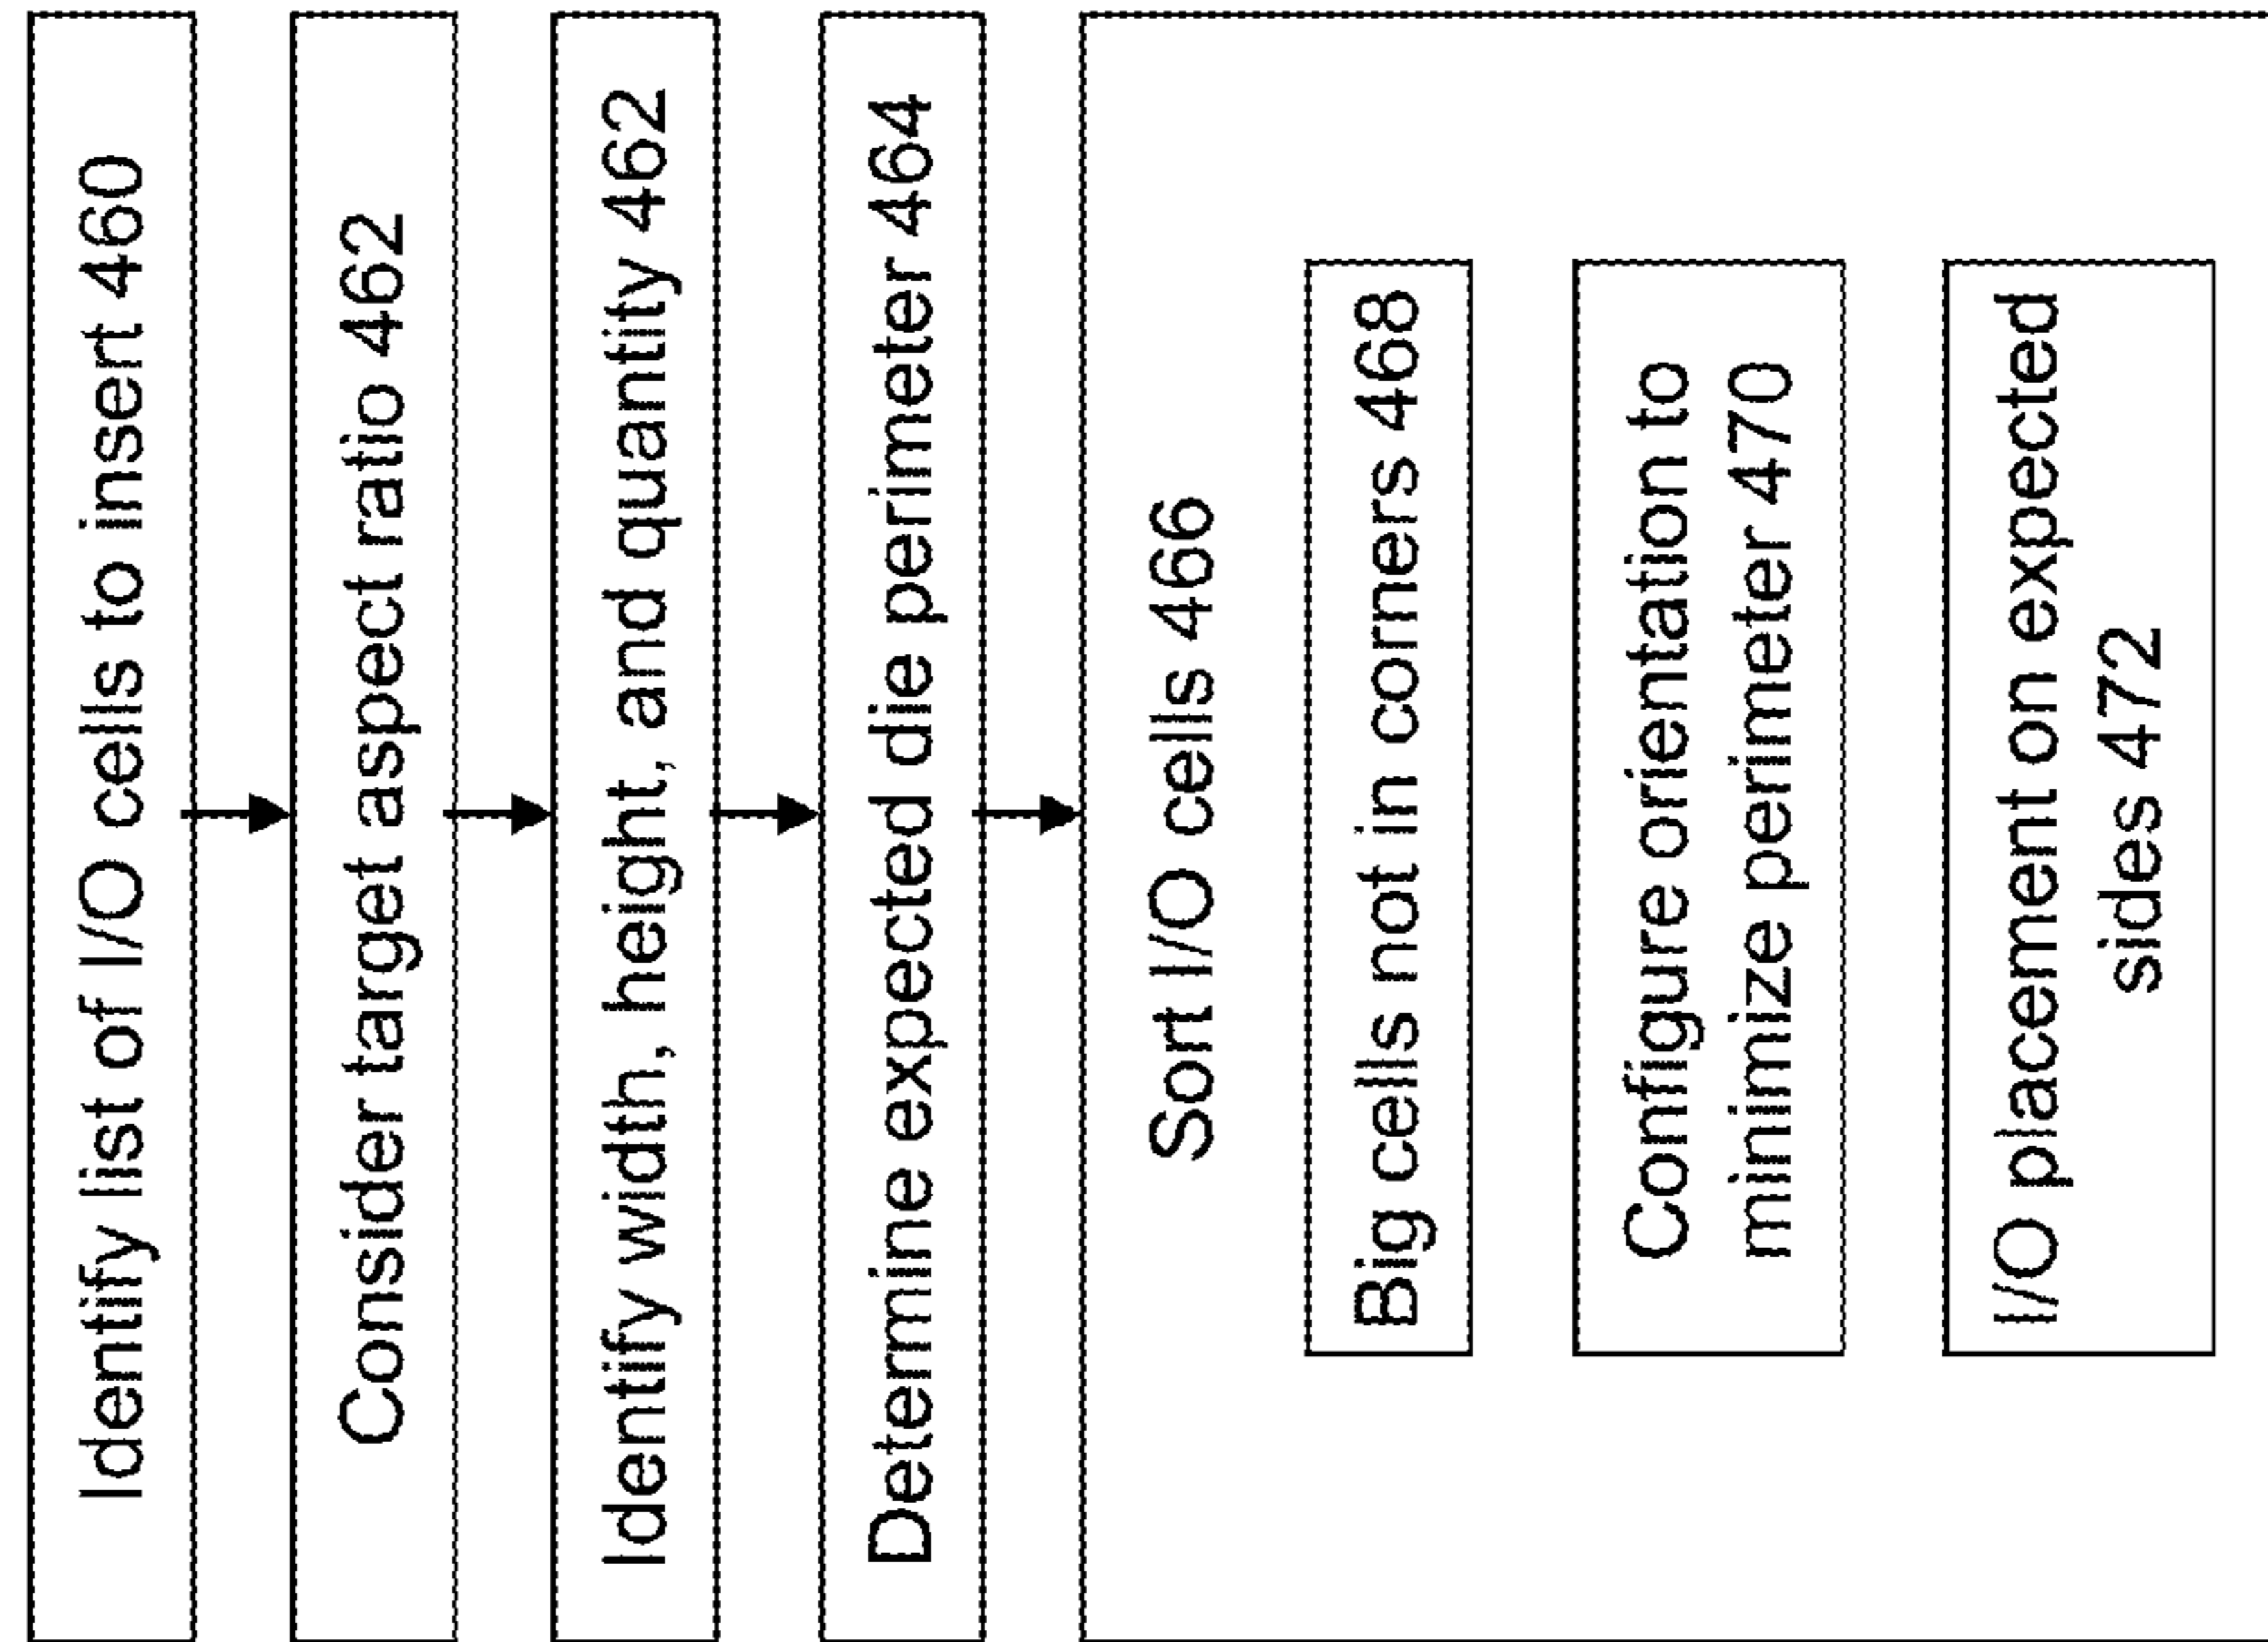 Identify list of I/O cells to insert 460
Consider target aspect ratio 462
Identify width, height, and quantity 462
Determine expected die perimeter 464
Sort I/O cells 466
Big cells not in corners 468
Configure orientation to
minimize perimeter 470
I/O placement on expected
sides 472